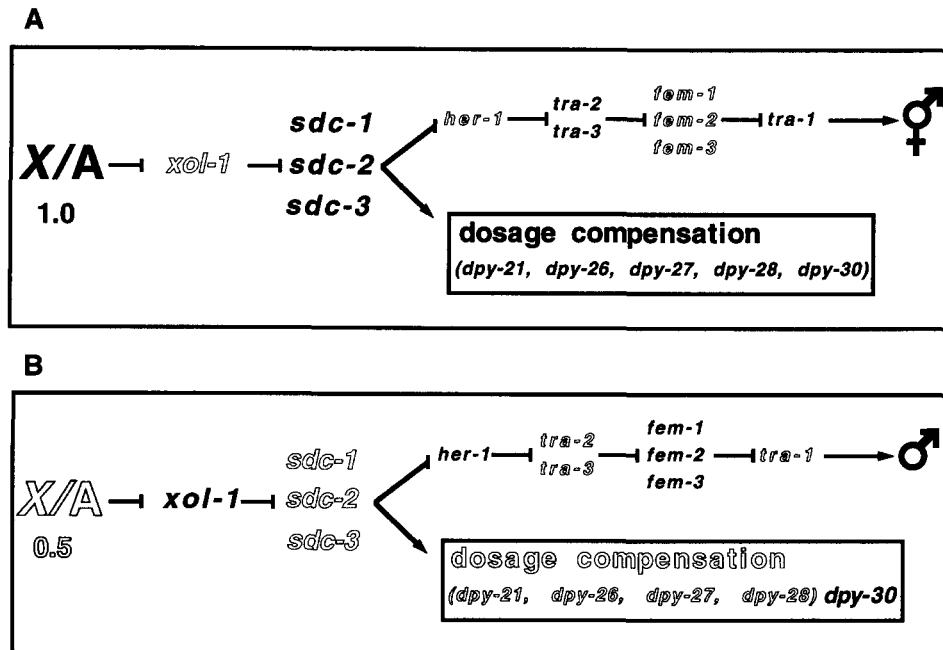 A
X/A
1.0
xol-1
sdc-1
sdc-2
sdc-3
her-1
tra-2
tra-3
fem-1
fem-2
fem-3
tra-1
dosage compensation
(dpy-21, dpy-26, dpy-27, dpy-28, dpy-30)
B
X/A
0.5
xol-1
sdc-1
sdc-2
sdc-3
her-1
tra-2
tra-3
fem-1
fem-2
fem-3
tra-1
dosage compensation
(dpy-21, dpy-26, dpy-27, dpy-28) dpy-30